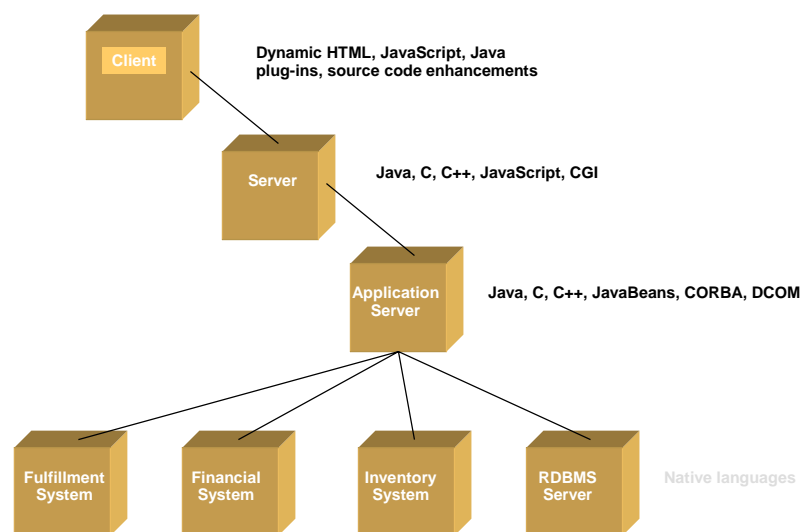 Client
Dynamic HTML, JavaScript, Java
plug-ins, source code enhancements
Server
Java, C, C++, JavaScript, CGI
Application
Server
Java, C, C++, JavaBeans, CORBA, DCOM
Fulfillment
System
Financial
System
Inventory
System
RDBMS
Server
Native languages